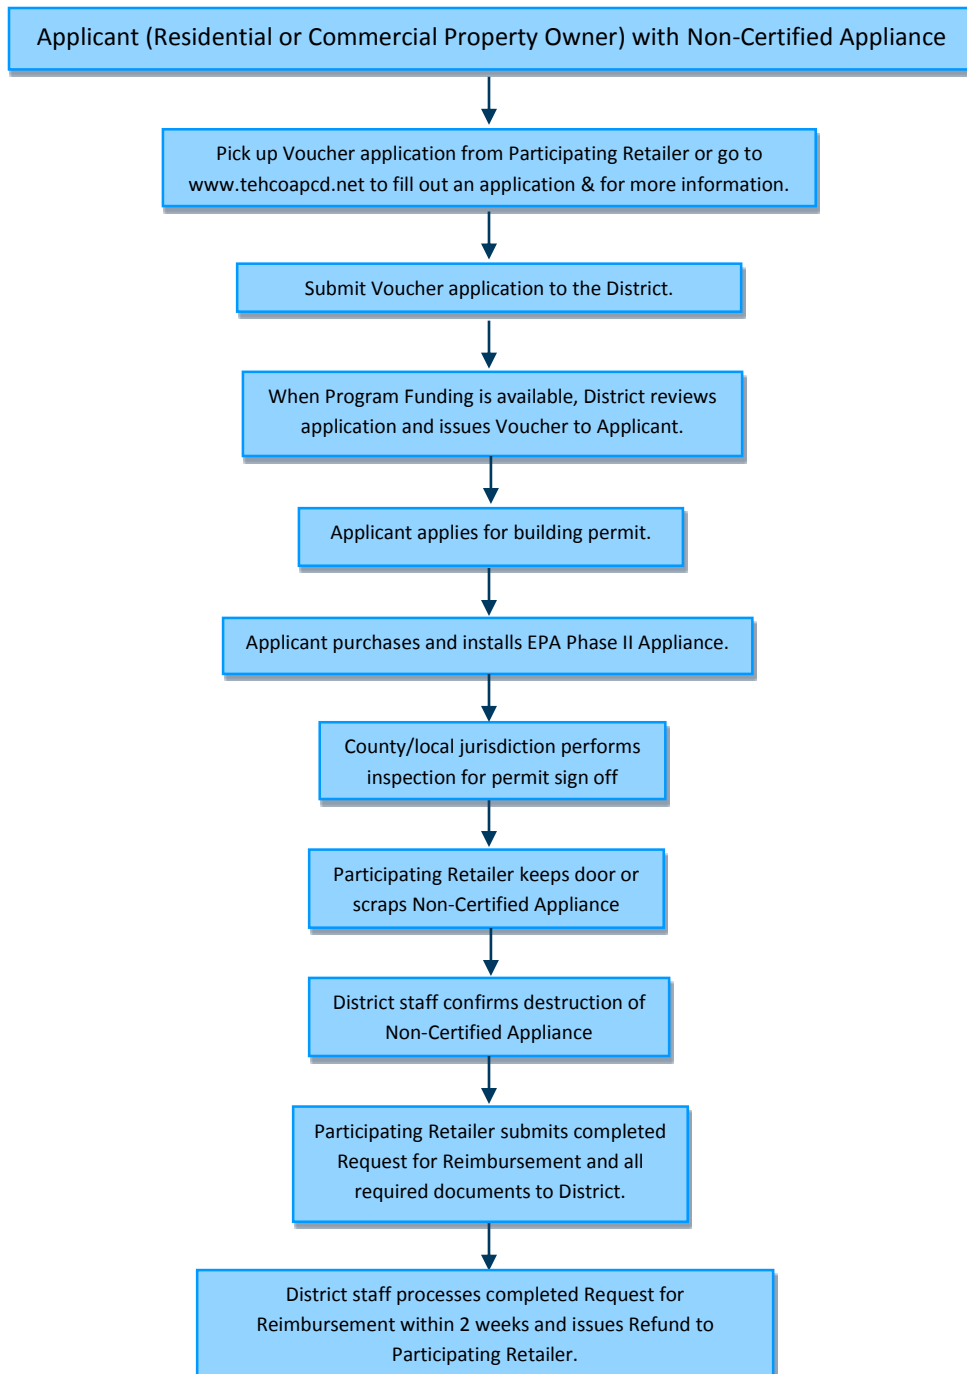 Applicant (Residential or Commercial Property Owner) with Non-Certified Appliance
Pick up Voucher application from Participating Retailer or go to
www.tehcoapcd.net to fill out an application & for more information.
Submit Voucher application to the District.
When Program Funding is available, District reviews
application and issues Voucher to Applicant.
Applicant applies for building permit.
Applicant purchases and installs EPA Phase II Appliance.
County/local jurisdiction performs
inspection for permit sign off
Participating Retailer keeps door or
scraps Non-Certified Appliance
District staff confirms destruction of
Non-Certified Appliance
Participating Retailer submits completed
Request for Reimbursement and all
required documents to District.
District staff processes completed Request for
Reimbursement within 2 weeks and issues Refund to
Participating Retailer.